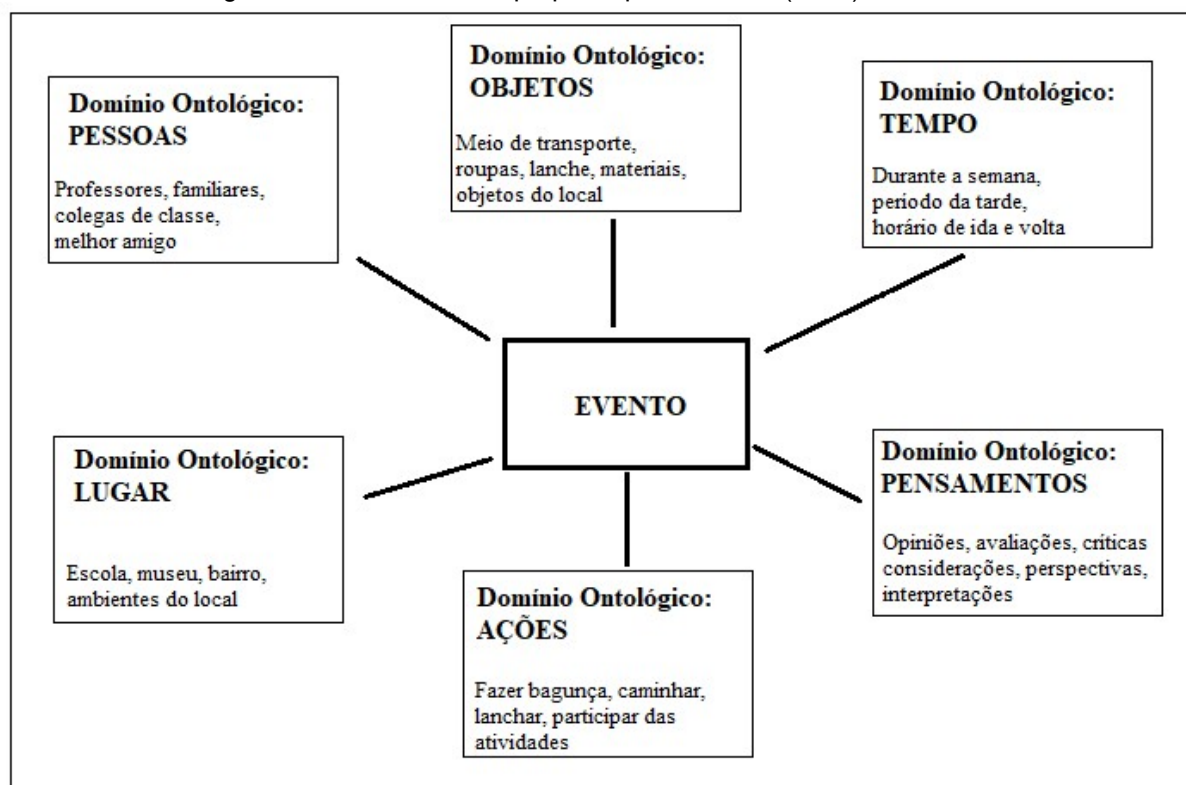 Domínio Ontológico:
OBJETOS
Meio de transporte,
roupas, lanche, materiais,
objetos do local
Domínio Ontológico:
PESSOAS
Professores, familiares,
colegas de classe,
melhor amigo
Domínio Ontológico:
TEMPO
Durante a semana,
periodo da tarde,
horário de ida e volta
EVENTO
Domínio Ontológico:
LUGAR
Escola, museu, bairro,
ambientes do local
Domínio Ontológico:
PENSAMENTOS
Opiniões, avaliações, críticas
considerações, perspectivas,
interpretações
Domínio Ontológico:
AÇÕES
Fazer bagunça, caminhar,
lanchar, participar das
atividades